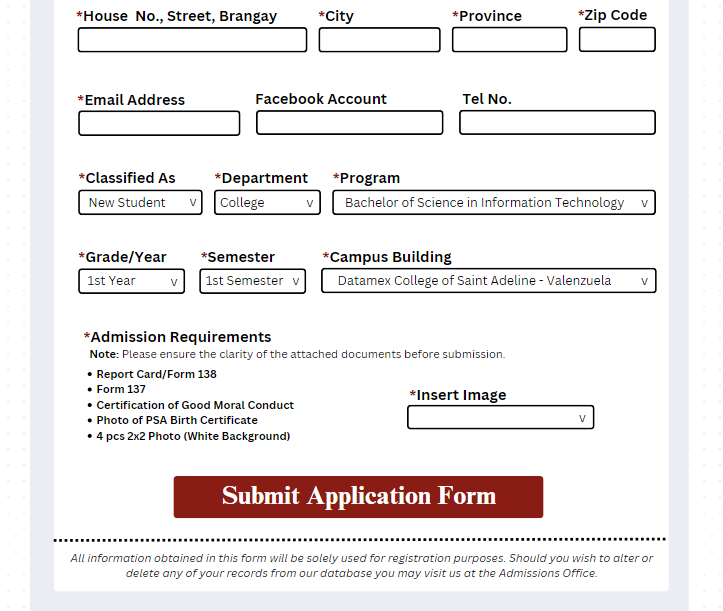 *House No., Street, Brangay *City *Province *Zip Code
*Email Address Facebook Account Tel No.
*Classified As *Department *Program
New Student v College v Bachelor of Science in Information Technology v
*Grade/Year *Semester *Campus Building
1st Year v 1st Semester v Datamex College of Saint Adeline - Valenzuela v
*Admission Requirements
Note: Please ensure the clarity of the attached documents before submission.
• Report Card/Form 138
• Form 137
• Certification of Good Moral Conduct
• Photo of PSA Birth Certificate
• 4 pcs 2x2 Photo (White Background)
*Insert Image
v
Submit Application Form
All information obtained in this form will be solely used for registration purposes. Should you wish to alter or
delete any of your records from our database you may visit us at the Admissions Office.